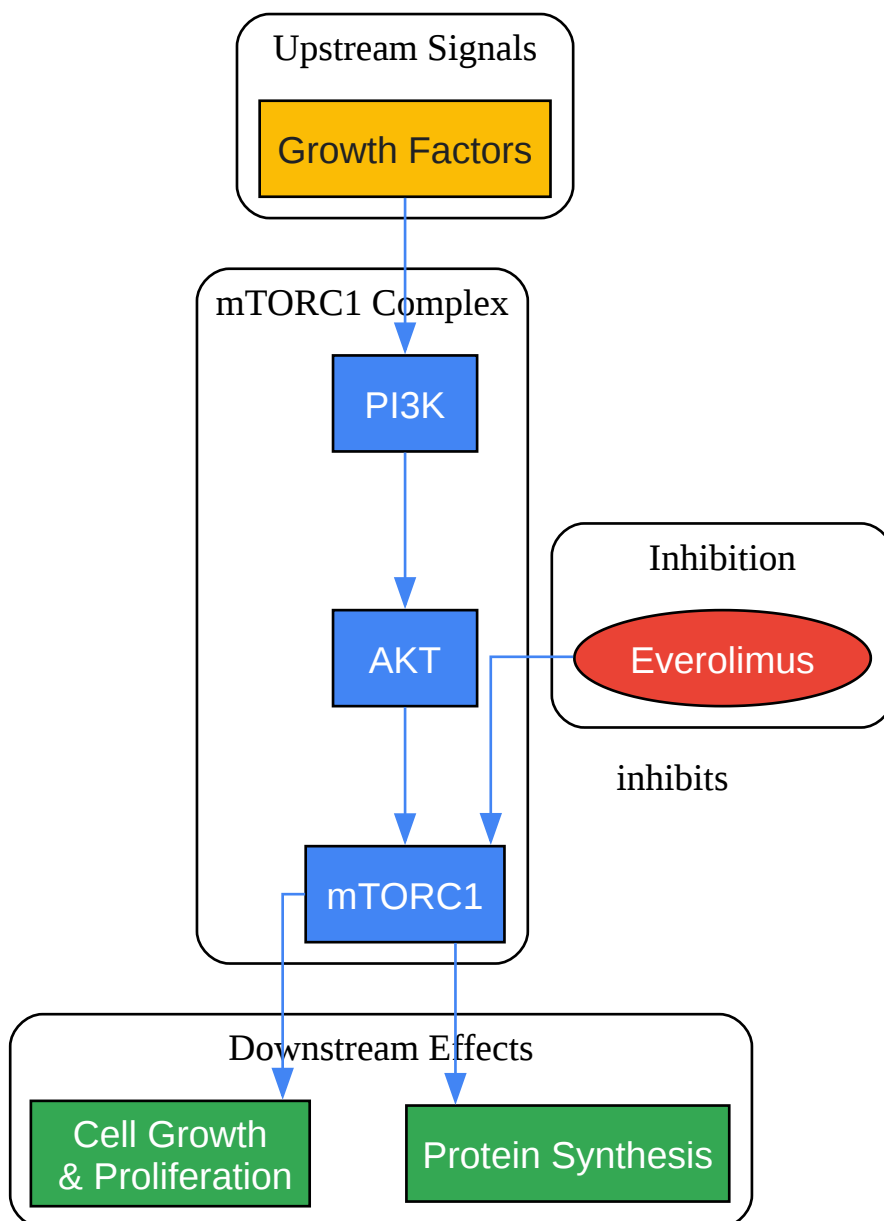 Upstream Signals
Growth Factors
mTORC1 Complex
PI3K
Inhibition
AKT
Everolimus
inhibits
mTORC1
Downstream Effects
Cell Growth
& Proliferation
Protein Synthesis